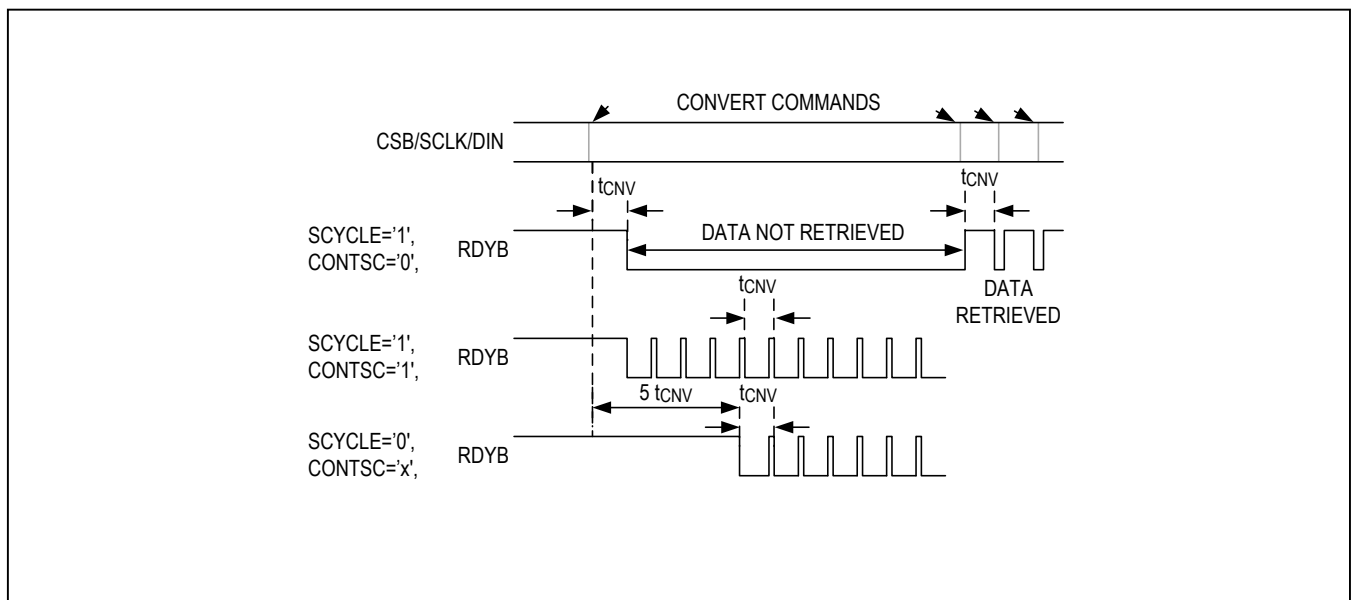 CONVERT COMMANDS
CSB/SCLK/DIN
tCNV
tCNV
SCYCLE='1',
CONTSC='0',
RDYB
DATA NOT RETRIEVED
DATA
RETRIEVED
tCNV
SCYCLE='1',
CONTSC='1',
RDYB
5 tCNV
tCNV
SCYCLE='0',
CONTSC='x',
RDYB